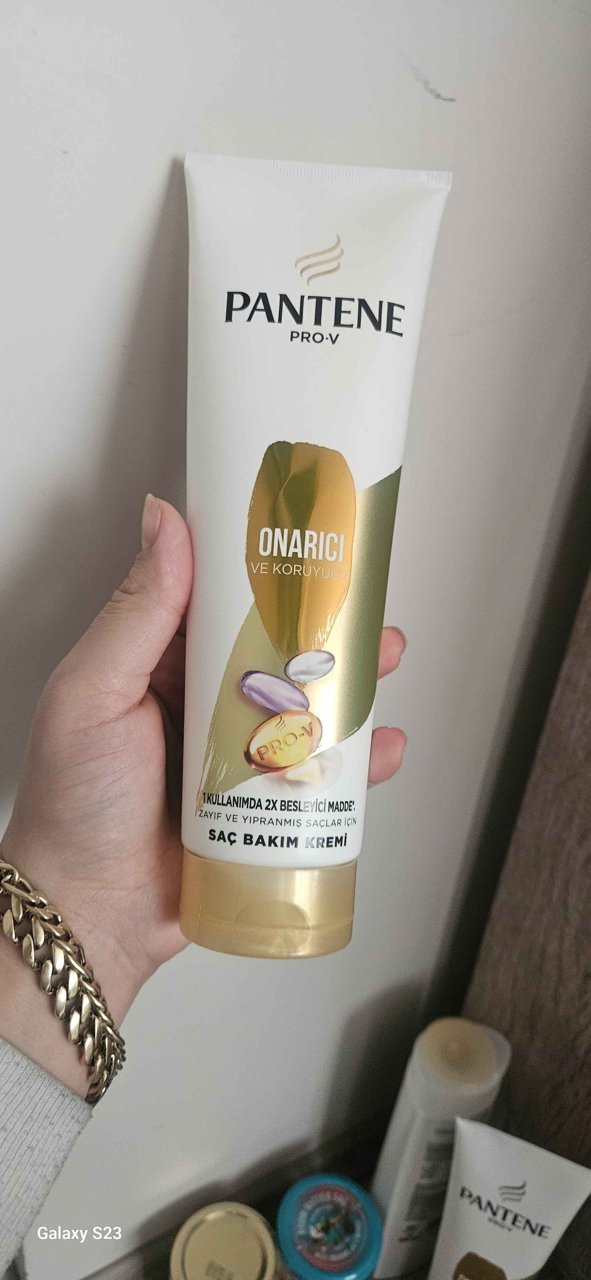 PANTENE
PRO-V
ONARICI
VE KORUYUCU
PRO-V
1 KULLANIMDA 2X BESLEYİCİ MADDE*.
ZAYIF VE YIPRANMIŞ SAÇLAR İÇİN
SAÇ BAKIM KREMİ
PANTENE
PRO-V
Galaxy S23